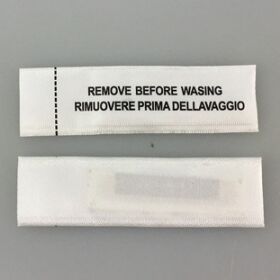 REMOVE BEFORE WASING
RIMUOVERE PRIMA DELLAVAGGIO